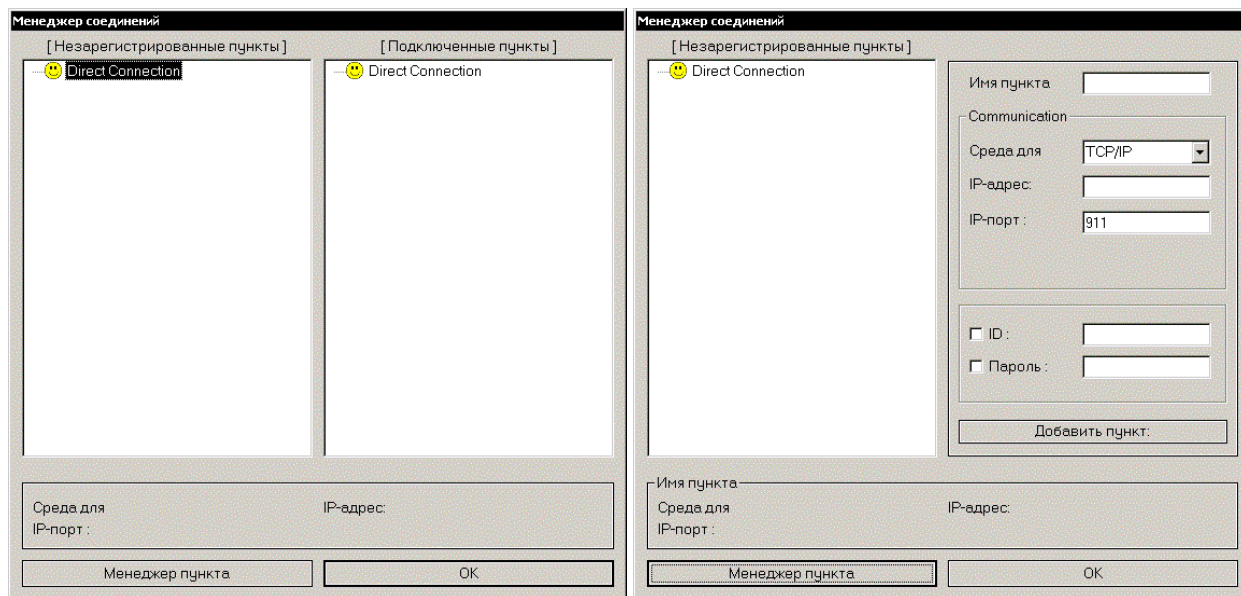 Менеджер соединений
[ Незарегистрированные пункты ]
[ Подключенные пункты ]
Direct Connection
Direct Connection
Среда для
IP-адрес:
IP-порт :
Менеджер пункта
OK
Менеджер соединений
[ Незарегистрированные пункты ]
Direct Connection
Имя пункта
Communication
Среда для
TCP/IP
IP-адрес:
IP-порт :
911
ID :
Пароль :
Добавить пункт:
Имя пункта
Среда для
IP-адрес:
IP-порт :
Менеджер пункта
OK